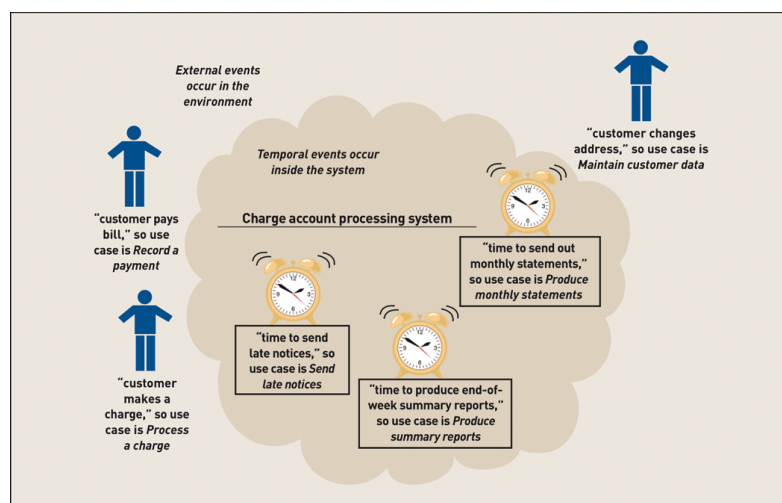 External events
occur in the
environment
Temporal events occur
inside the system
Charge account processing system
“customer pays
bill,” so use
case is Record a
payment
“customer
makes a
charge,” so use
case is Process
a charge
“customer changes
address,” so use case is
Maintain customer data
“time to send out
monthly statements,”
so use case is Produce
monthly statements
“time to send
late notices,” so
use case is Send
late notices
“time to produce end-of-
week summary reports,”
so use case is Produce
summary reports